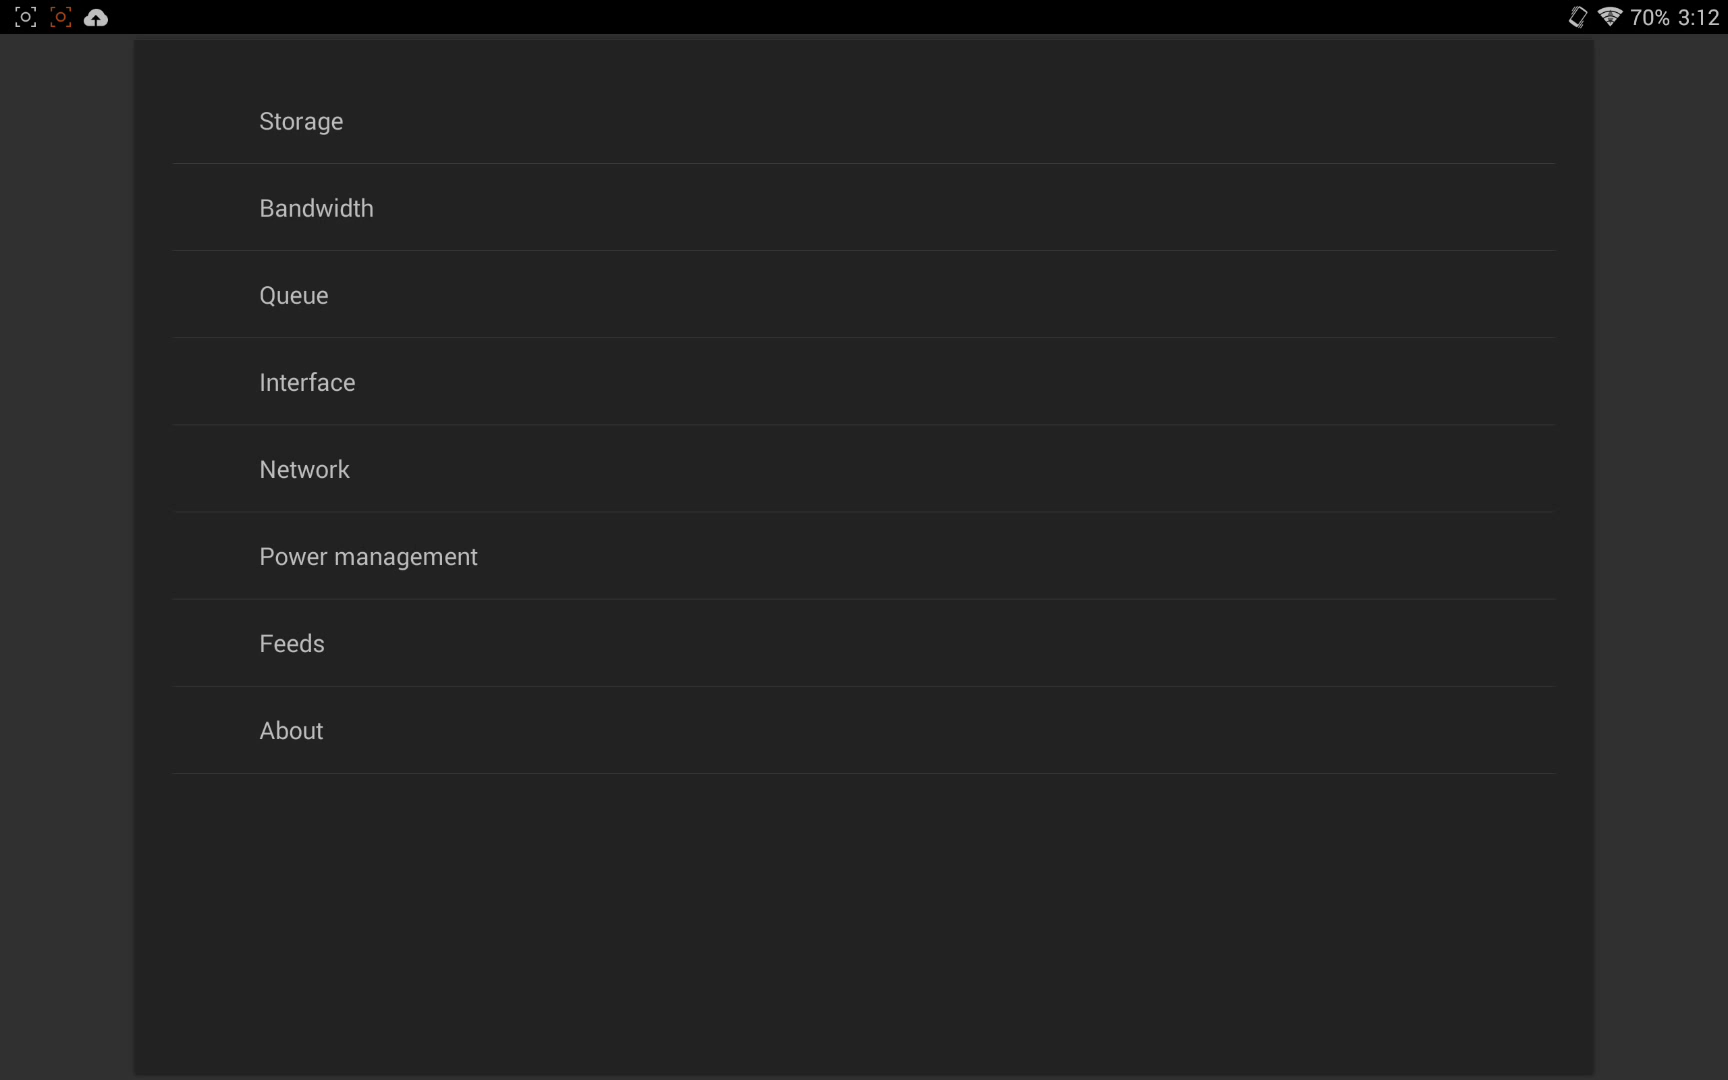 70% 3:12
Storage
Bandwidth
Queue
Interface
Network
Power management
Feeds
About